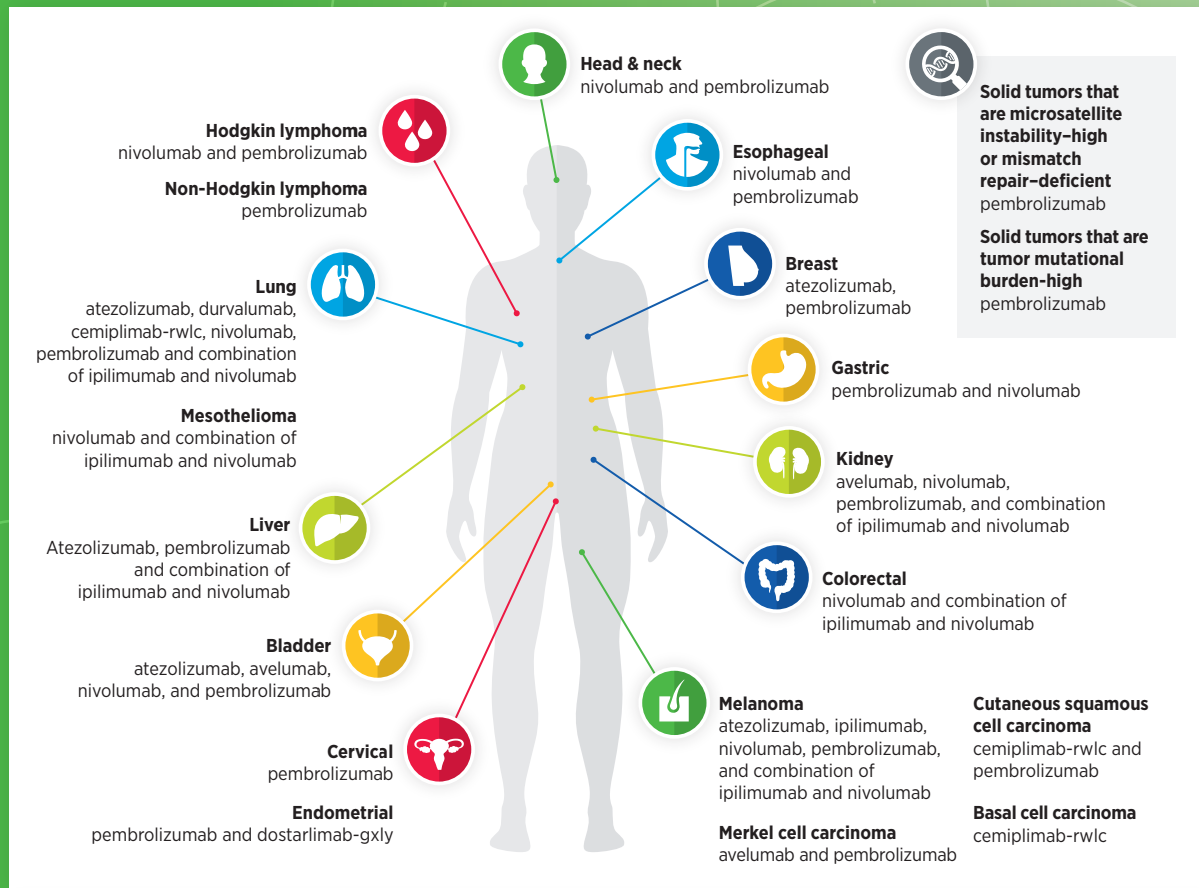 Head & neck
nivolumab and pembrolizumab
Hodgkin lymphoma
nivolumab and pembrolizumab
Non-Hodgkin lymphoma
pembrolizumab
Esophageal
nivolumab and
pembrolizumab
Solid tumors that
are microsatellite
instability–high
or mismatch
repair–deficient
pembrolizumab
Solid tumors that are
tumor mutational
burden-high
pembrolizumab
Lung
atezolizumab, durvalumab,
cemiplimab-rwlc, nivolumab,
pembrolizumab and combination
of ipilimumab and nivolumab
Mesothelioma
nivolumab and combination of
ipilimumab and nivolumab
Breast
atezolizumab,
pembrolizumab
Gastric
pembrolizumab and nivolumab
Kidney
avelumab, nivolumab,
pembrolizumab, and combination
of ipilimumab and nivolumab
Liver
Atezolizumab, pembrolizumab
and combination of
ipilimumab and nivolumab
Colorectal
nivolumab and combination of
ipilimumab and nivolumab
Bladder
atezolizumab, avelumab,
nivolumab, and pembrolizumab
Cervical
pembrolizumab
Endometrial
pembrolizumab and dostarlimab-gxly
Melanoma
atezolizumab, ipilimumab,
nivolumab, pembrolizumab,
and combination of
ipilimumab and nivolumab
Merkel cell carcinoma
avelumab and pembrolizumab
Cutaneous squamous
cell carcinoma
cemiplimab-rwlc and
pembrolizumab
Basal cell carcinoma
cemiplimab-rwlc